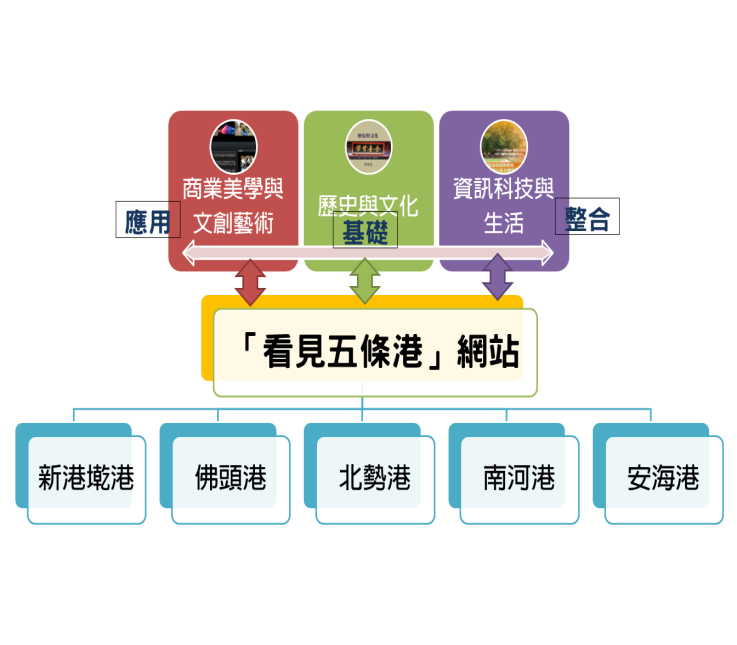 商業美學與
文創藝術
歷史與文化
資訊科技與
生活
應用
基礎
整合
「看見五條港」網站
新港墘港
佛頭港
北勢港
南河港
安海港